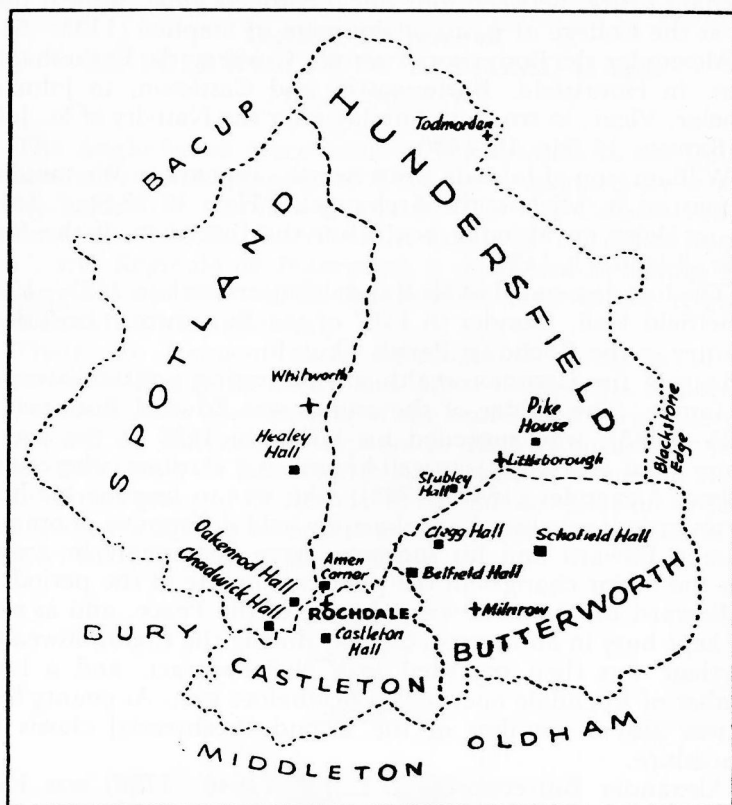 BACUP
HUNDERSFIELD
Todmorden
SPOTLAND
Whitworth
Healey
Hall
Pike
House
Littleborough
Blackstone
Edge
Stubley
Hall
Clegg Hall
Schofield Hall
Oakenrod Hall
Chadwick Hall
Amen
Corner
Belfield Hall
ROCHDALE
Milnrow
Castleton
Hall
BUTTERWORTH
BURY
CASTLETON
MIDDLETON
OLDHAM